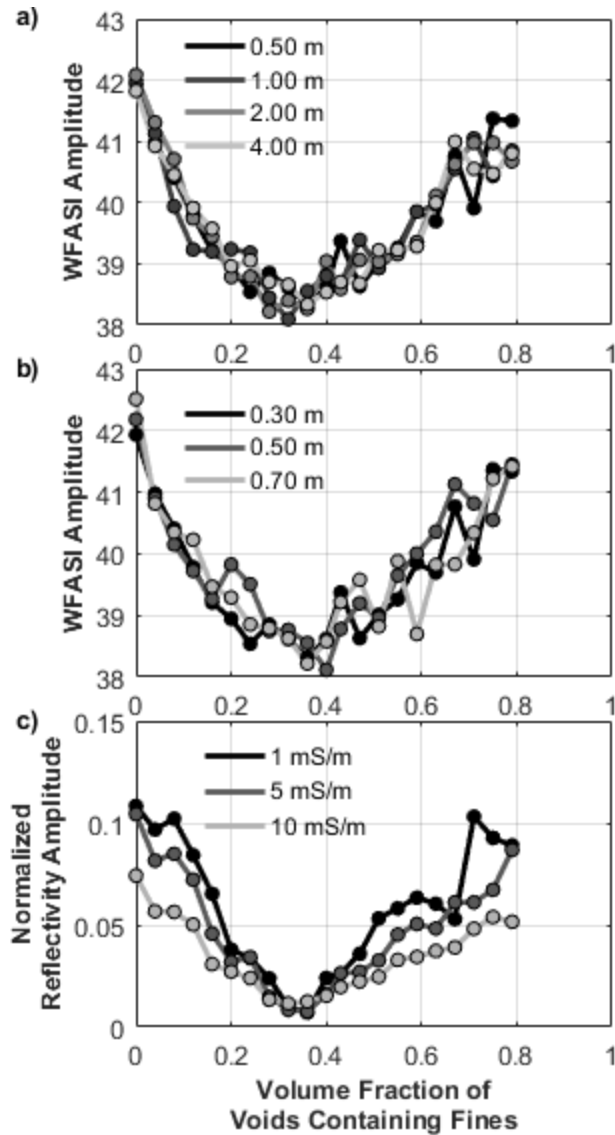 a)
43
42
41
40
39
38
WFASI Amplitude
0.50 m
1.00 m
2.00 m
4.00 m
0 0.2 0.4 0.6 0.8 1
b)
43
42
41
40
39
38
WFASI Amplitude
0.30 m
0.50 m
0.70 m
0 0.2 0.4 0.6 0.8 1
c)
0.15
0.1
0.05
0
Normalized
Reflectivity Amplitude
1 mS/m
5 mS/m
10 mS/m
0 0.2 0.4 0.6 0.8 1
Volume Fraction of
Voids Containing Fines